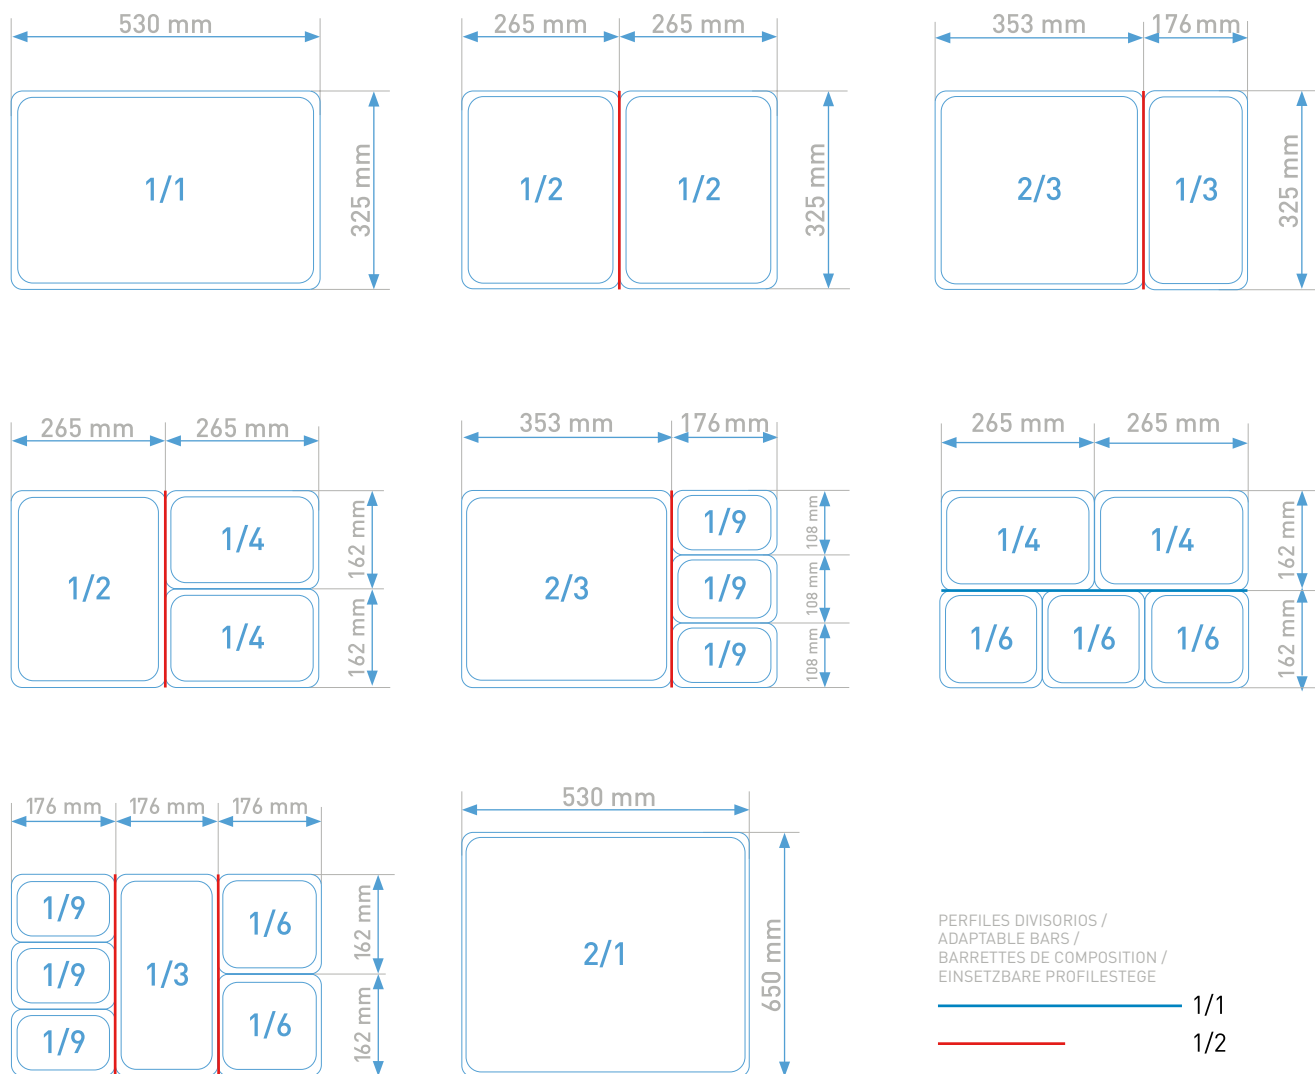 530 mm
265 mm 265 mm
353 mm 176 mm
1/1
325 mm
1/2 1/2
325 mm
2/3 1/3
325 mm
265 mm 265 mm
353 mm 176 mm
265 mm 265 mm
1/2
1/4
1/4
162 mm
162 mm
2/3
1/9
1/9
1/9
108 mm
108 mm
108 mm
1/4 1/4
1/6 1/6 1/6
162 mm
162 mm
176 mm 176 mm 176 mm
530 mm
1/9
1/9
1/9
1/3
1/6
1/6
162 mm
162 mm
2/1
650 mm
PERFILES DIVISORIOS /
ADAPTABLE BARS /
BARRETTES DE COMPOSITION /
EINSETZBARE PROFILESTEGE
1/1
1/2